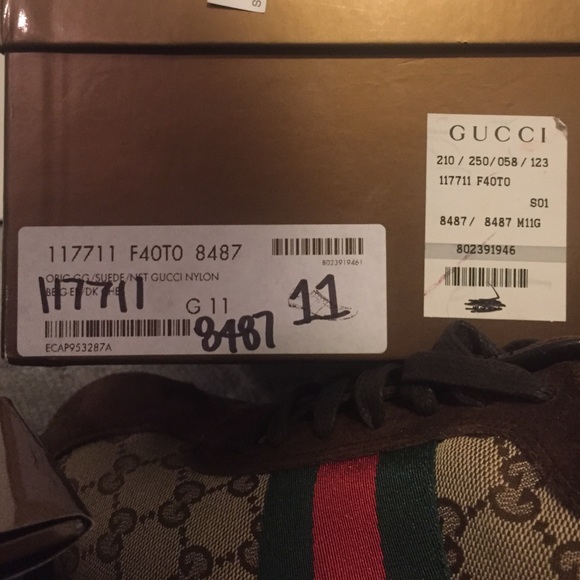 S
117711 F40T0 8487
8023919461
ORIG.GG/SUEDE/NET GUCCI NYLON
117711
G 11
11
8487
ECAP953287A
GUCCI
210 / 250/058 / 123
117711 F40T0
S01
8487/ 8487 M11G
802391946